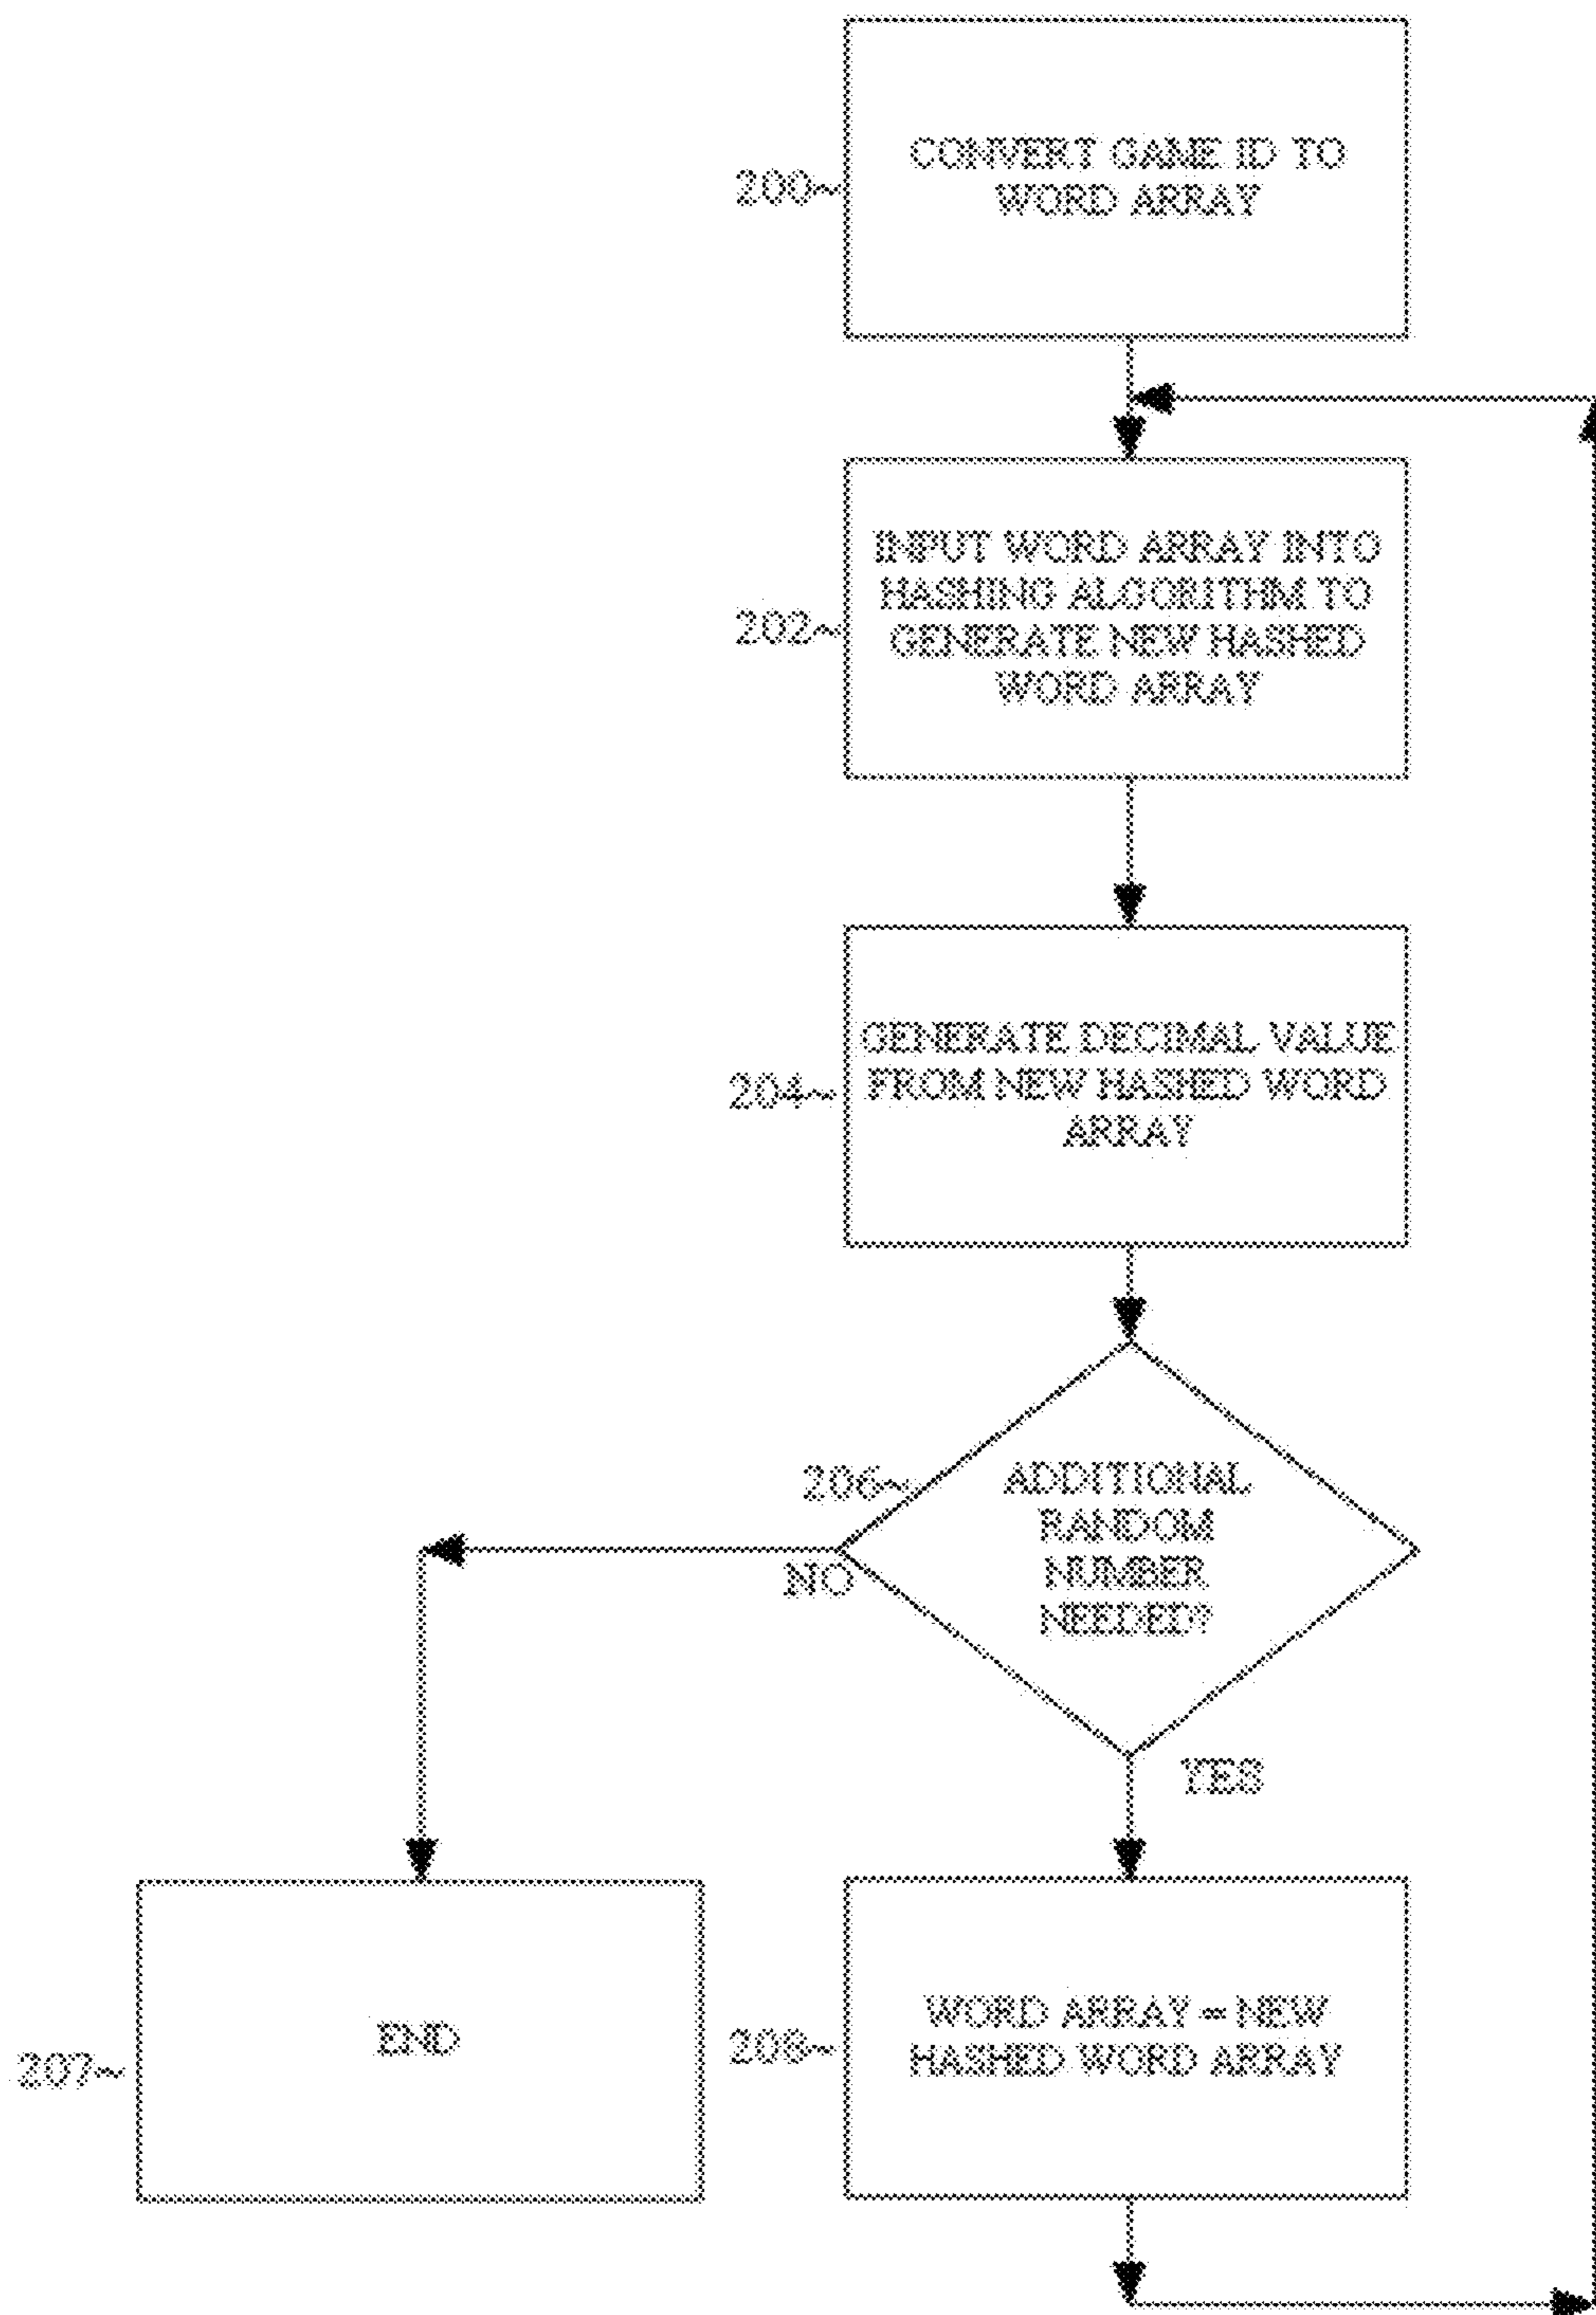 CONVERT GAME ID TO
WORD ARRAY
200~
INPUT WORD ARRAY INTO
HASHING ALGORITHM TO
GENERATE NEW HASHED
WORD ARRAY
202~
GENERATE DECIMAL VALUE
FROM NEW HASHED WORD
ARRAY
204~
206~
ADDITIONAL
RANDOM
NUMBER
NEEDED?
NO
YES
END
207~
WORD ARRAY = NEW
HASHED WORD ARRAY
208~